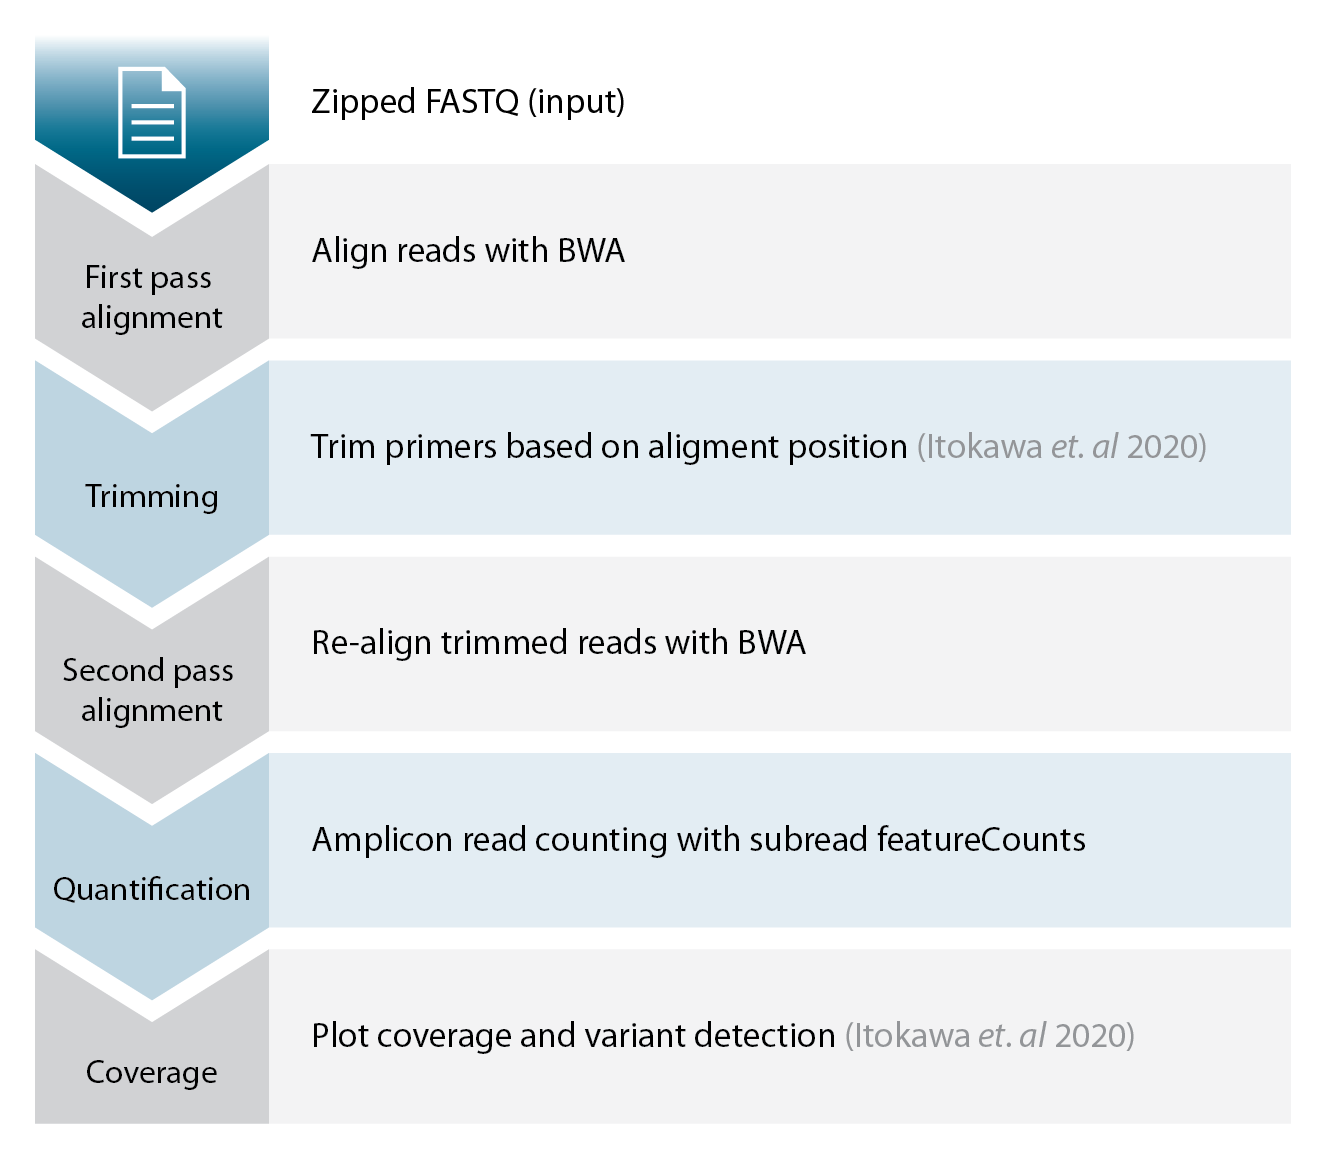 Zipped FASTQ (input)
First pass
alignment
Align reads with BWA
Trimming
Trim primers based on aligment position (Itokawa et. al 2020)
Second pass
alignment
Re-align trimmed reads with BWA
Quantification
Amplicon read counting with subread featureCounts
Coverage
Plot coverage and variant detection (Itokawa et. al 2020)